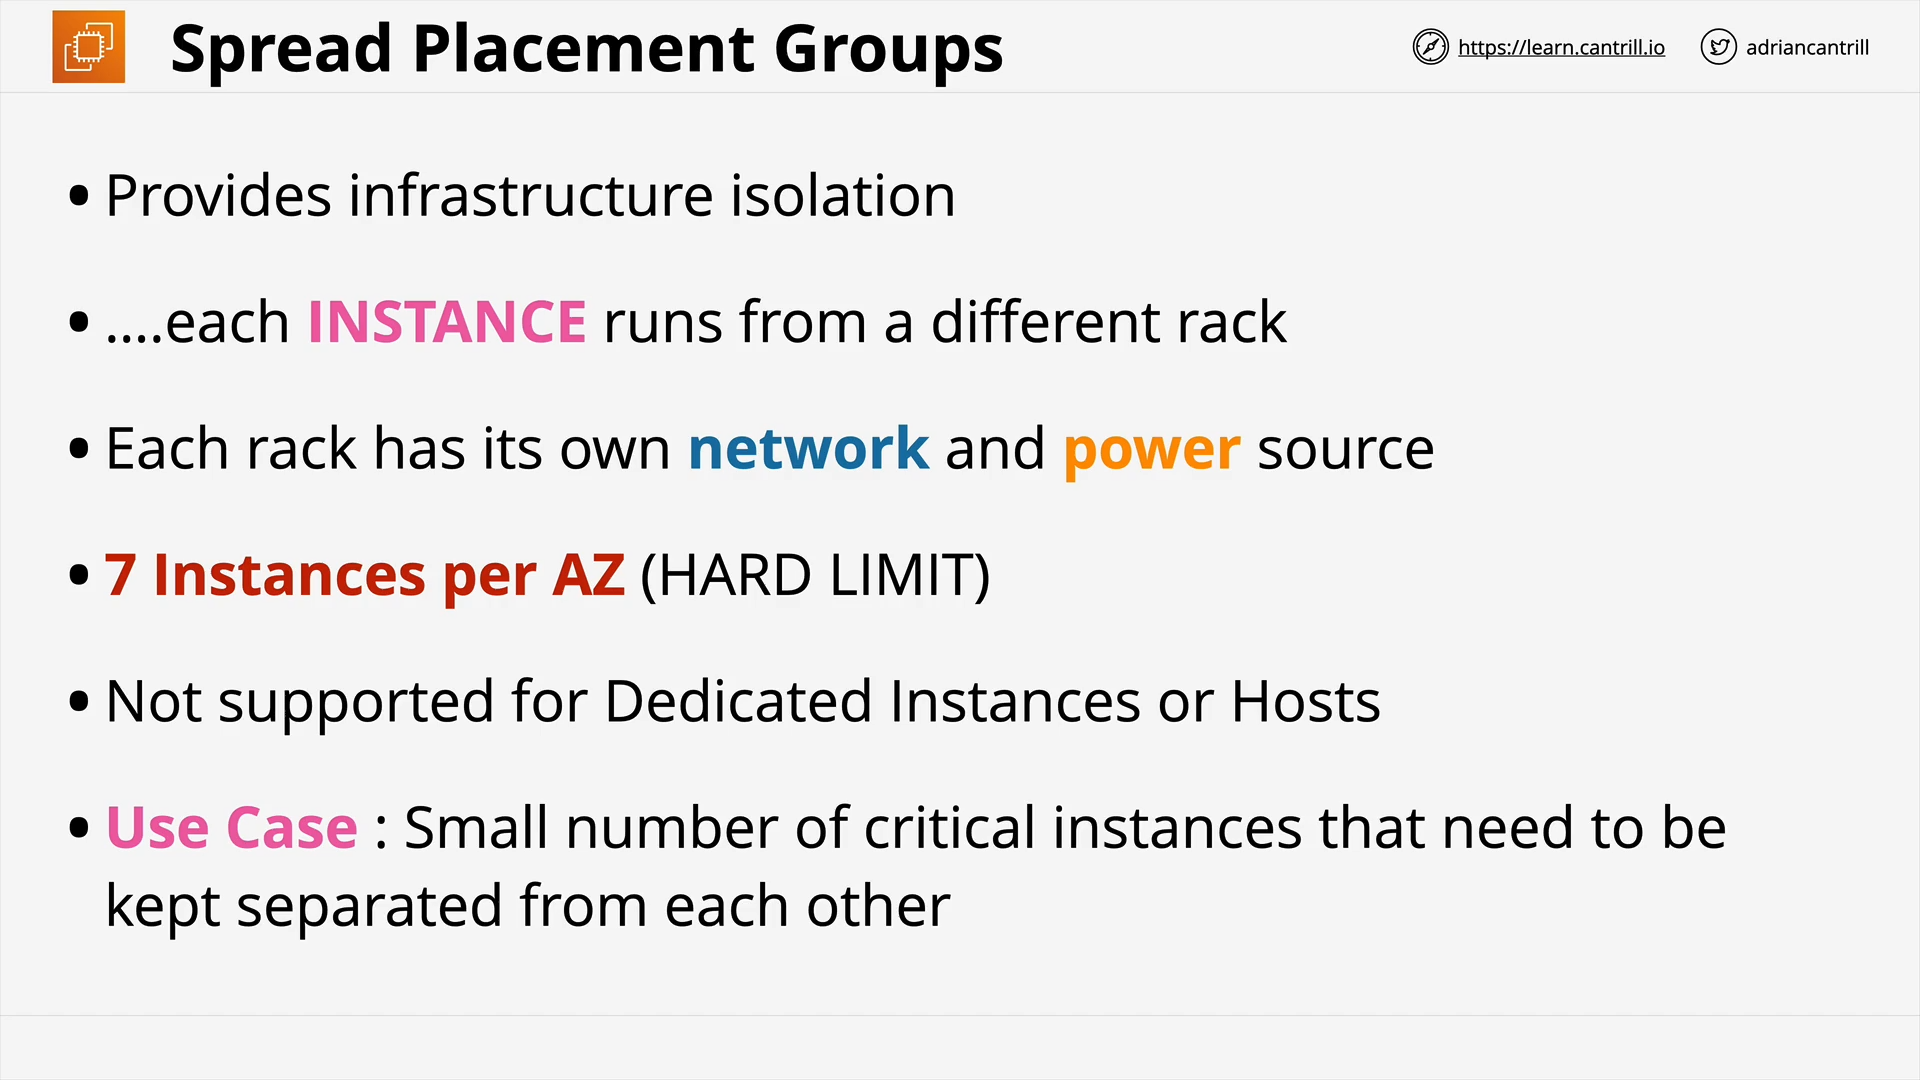 Spread Placement Groups
https://learn.cantrill.io
adriancantrill
• Provides infrastructure isolation
• ....each INSTANCE runs from a different rack
• Each rack has its own network and power source
• 7 Instances per AZ (HARD LIMIT)
• Not supported for Dedicated Instances or Hosts
• Use Case : Small number of critical instances that need to be
kept separated from each other